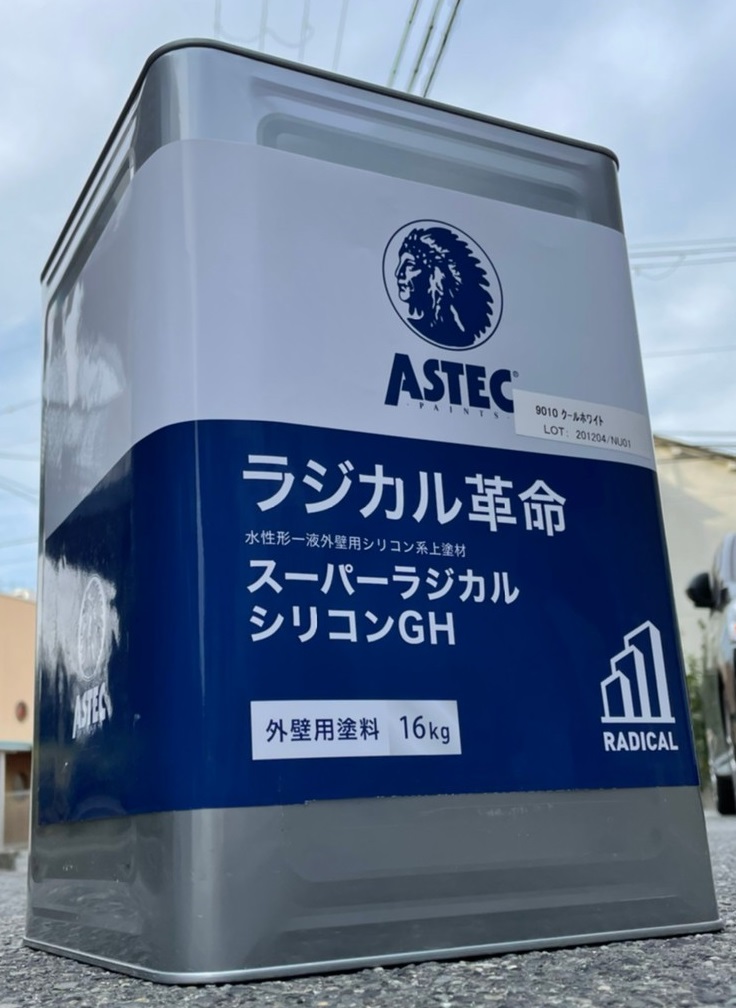 ASTEC
PAINTS
9010 クールホワイト
LOT: 201204/NU01
ラジカル革命
水性形一液外壁用シリコン系上塗材
スーパーラジカル
シリコンGH
外壁用塗料 16kg
RADICAL
ASTEC